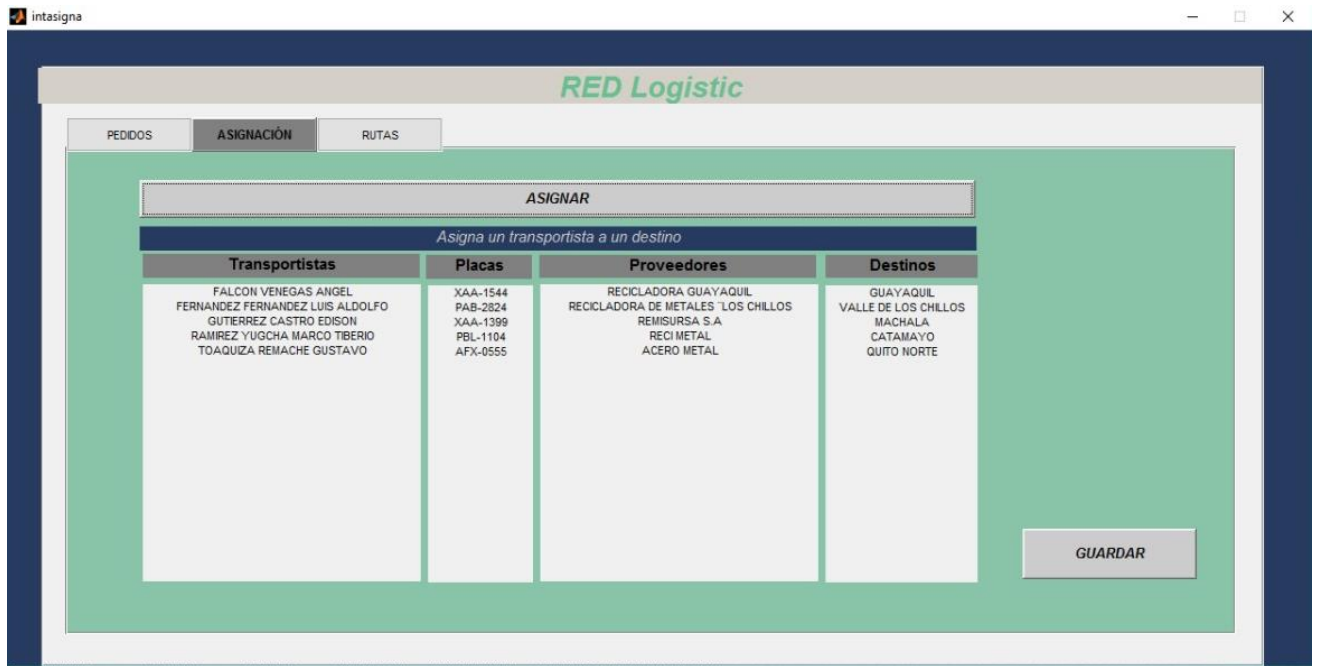 intasigna
RED Logistic
PEDIDOS ASIGNACIÓN RUTAS
ASIGNAR
Asigna un transportista a un destino
Transportistas Placas Proveedores Destinos
FALCON VENEGAS ANGEL XAA-1544 RECICLADORA GUAYAQUIL GUAYAQUIL
FERNANDEZ FERNANDEZ LUIS ALDOLFO PAB-2824 RECICLADORA DE METALES ¨LOS CHILLOS VALLE DE LOS CHILLOS
GUTIERREZ CASTRO EDISON XAA-1399 REMISURSA S.A MACHALA
RAMIREZ YUGCHA MARCO TIBERIO PBL-1104 RECIMETAL CATAMAYO
TOAQUIZA REMACHE GUSTAVO AFX-0555 ACERO METAL QUITO NORTE
GUARDAR